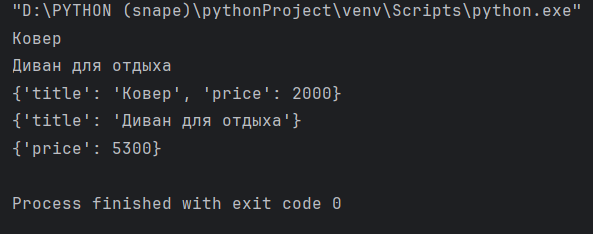 "D:\PYTHON (snape)\pythonProject\venv\Scripts\python.exe"
Ковер
Диван для отдыха
{'title': 'Ковер', 'price': 2000}
{'title': 'Диван для отдыха'}
{'price': 5300}
Process finished with exit code 0